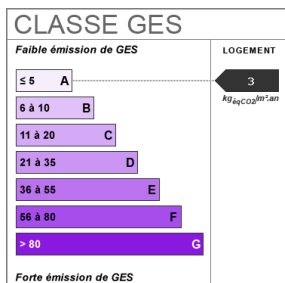 CLASSE GES
Faible émission de GES
LOGEMENT
≤ 5 A
3
kgéqCO2/m².an
6 à 10 B
11 à 20 C
21 à 35 D
36 à 55 E
56 à 80 F
> 80 G
Forte émission de GES